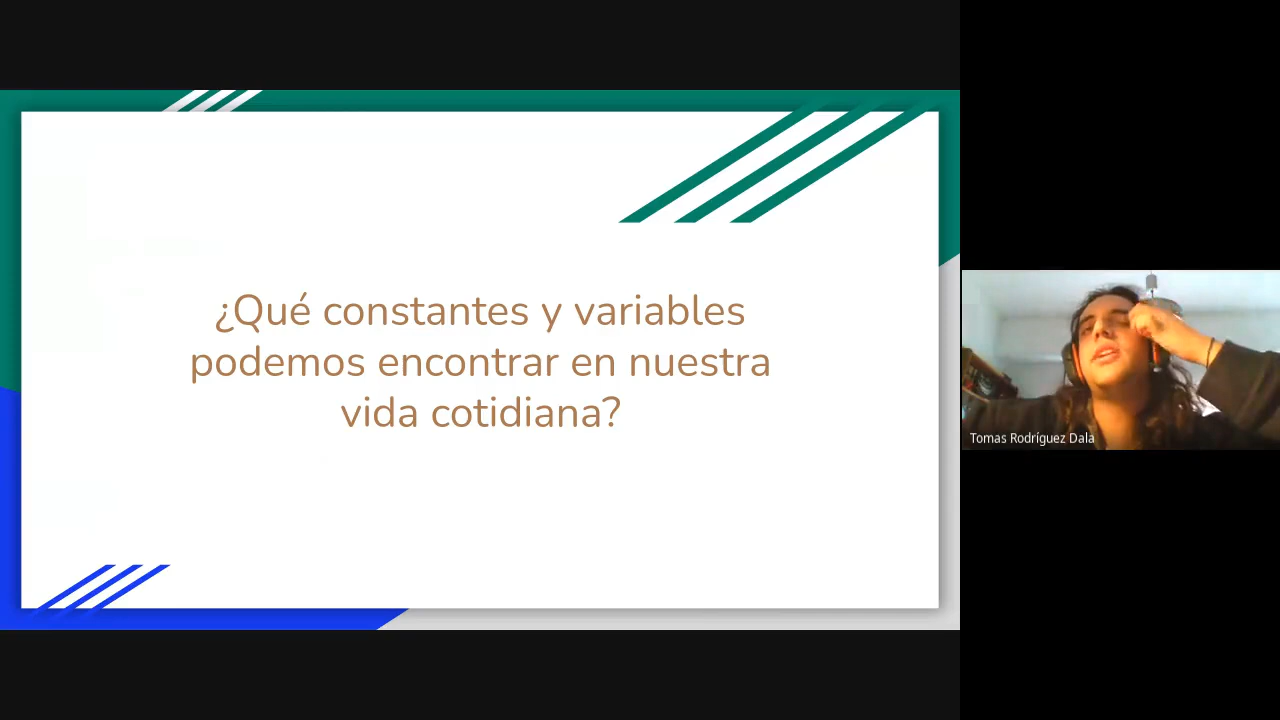 ¿Qué constantes y variables
podemos encontrar en nuestra
vida cotidiana?
Tomas Rodríguez Dala